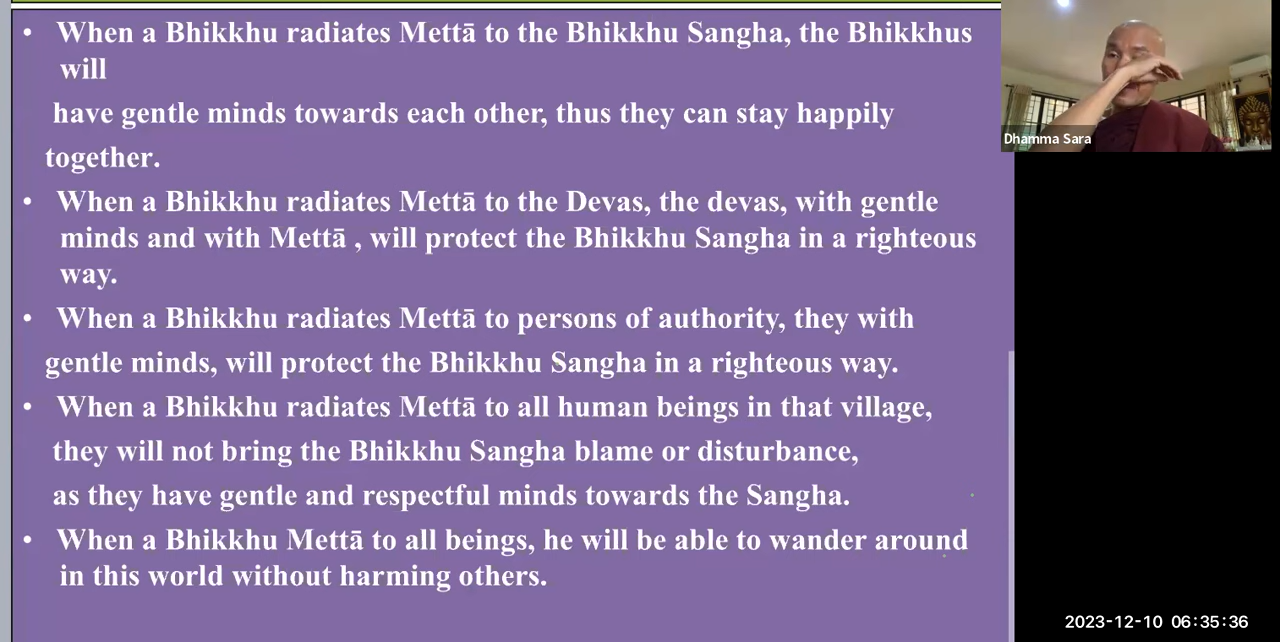 • When a Bhikkhu radiates Mettā to the Bhikkhu Sangha, the Bhikkhus
will
have gentle minds towards each other, thus they can stay happily
together.
• When a Bhikkhu radiates Mettā to the Devas, the devas, with gentle
minds and with Mettā , will protect the Bhikkhu Sangha in a righteous
way.
• When a Bhikkhu radiates Mettā to persons of authority, they with
gentle minds, will protect the Bhikkhu Sangha in a righteous way.
• When a Bhikkhu radiates Mettā to all human beings in that village,
they will not bring the Bhikkhu Sangha blame or disturbance,
as they have gentle and respectful minds towards the Sangha.
• When a Bhikkhu Mettā to all beings, he will be able to wander around
in this world without harming others.
Dhamma Sara
2023-12-10 06:35:36